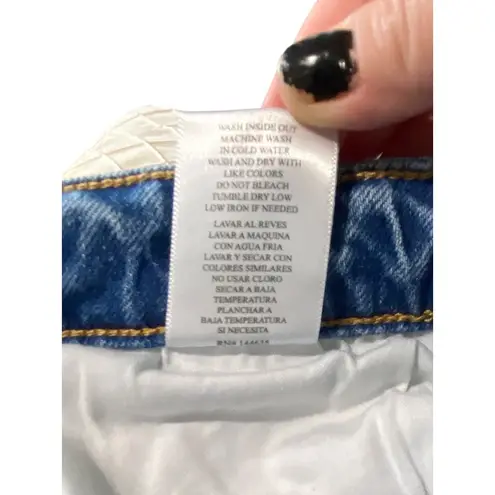 WASH INSIDE OUT
MACHINE WASH
IN COLD WATER
WASH AND DRY WITH
LIKE COLORS
DO NOT BLEACH
TUMBLE DRY LOW
LOW IRON IF NEEDED
LAVAR AL REVES
LAVAR A MAQUINA
CON AGUA FRIA
LAVAR Y SECAR CON
COLORES SIMILARES
NO USAR CLORO
SECAR A BAJA
TEMPERATURA
PLANCHAR A
BAJA TEMPERATURA
SI NECESITA
RN#